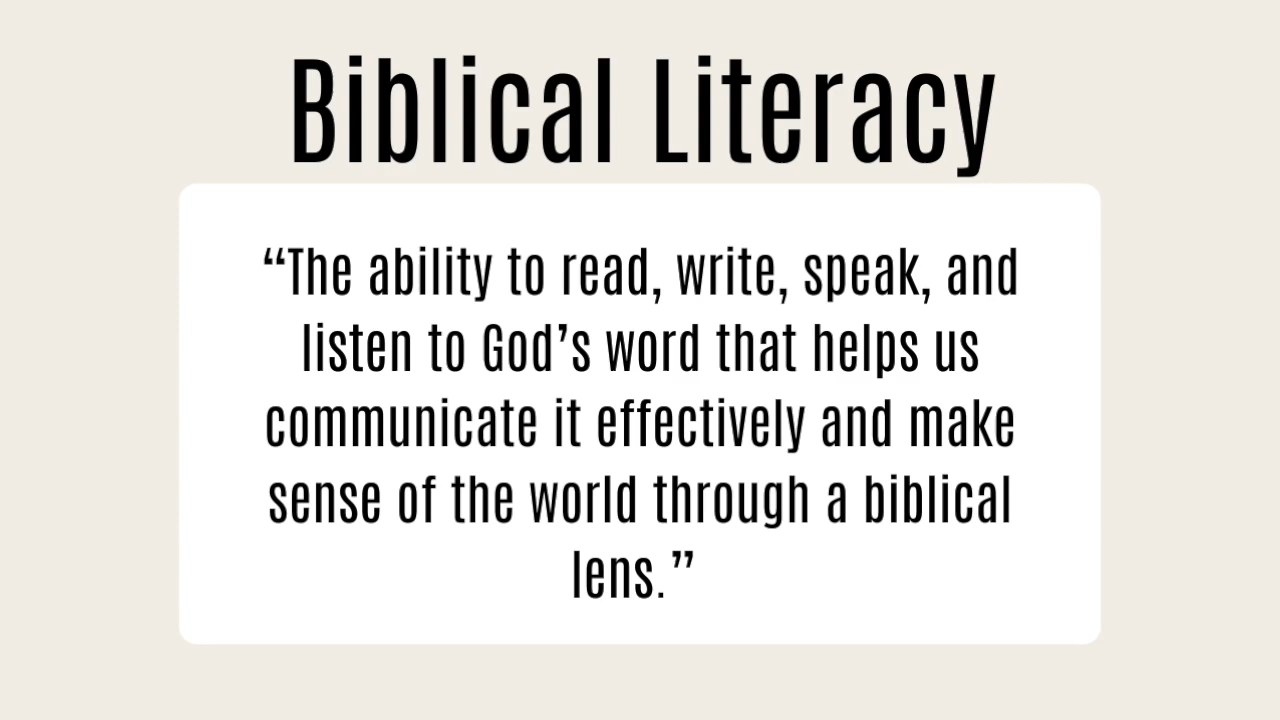 Biblical Literacy
“The ability to read, write, speak, and
listen to God’s word that helps us
communicate it effectively and make
sense of the world through a biblical
lens.”